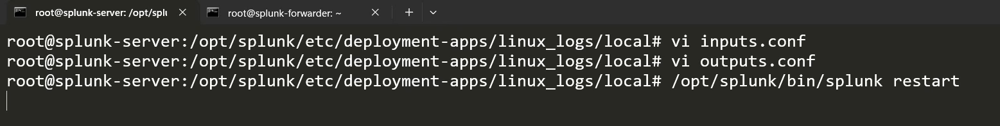 root@splunk-server: /opt/splu
root@splunk-forwarder: ~
root@splunk-server:/opt/splunk/etc/deployment-apps/linux_logs/local# vi inputs.conf
root@splunk-server:/opt/splunk/etc/deployment-apps/linux_logs/local# vi outputs.conf
root@splunk-server:/opt/splunk/etc/deployment-apps/linux_logs/local# /opt/splunk/bin/splunk restart